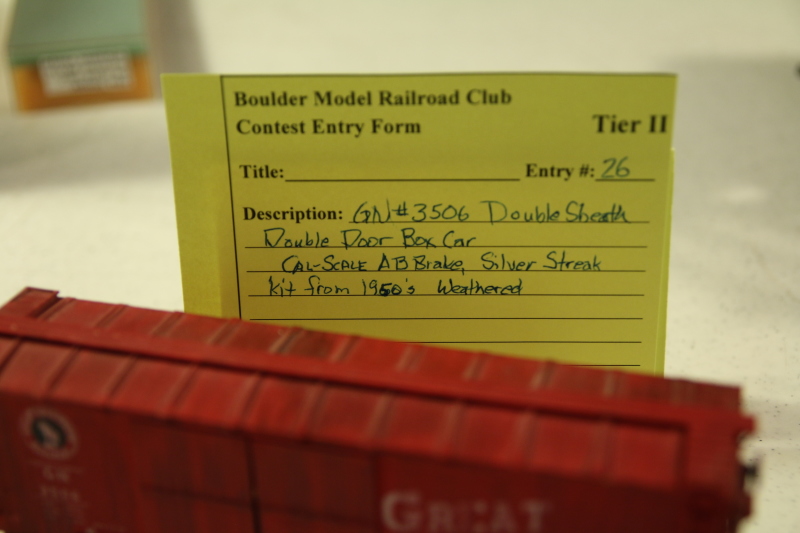 Boulder Model Railroad Club
Contest Entry Form Tier II
Title: Entry #: 26
Description: GN#3506 Double Sheath
Double Door Box Car
CAL-SCALE AB Brake, Silver Streak
Kit from 1950's Weathered
GN
GREAT